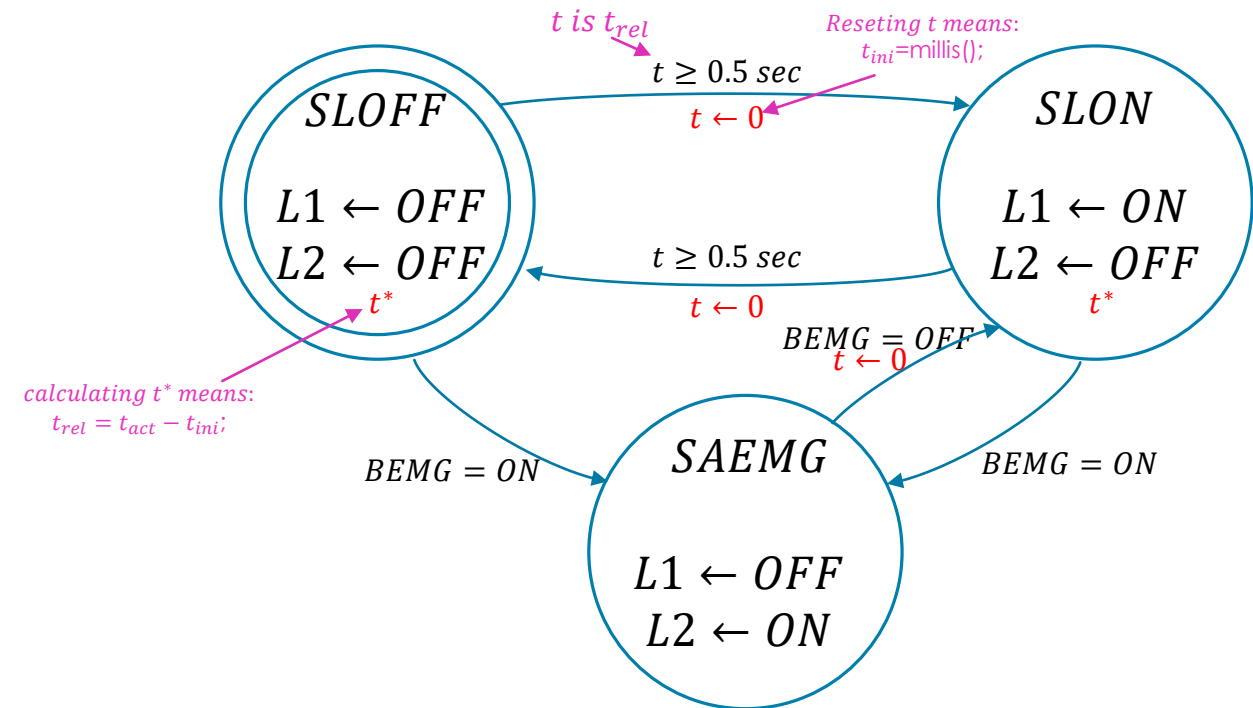 t is t_rel
Reseting t means:
t_ini=millis();
t ≥ 0.5 sec
t ← 0
SLOFF
L1 ← OFF
L2 ← OFF
t*
SLON
L1 ← ON
L2 ← OFF
t*
t ≥ 0.5 sec
t ← 0
BEMG = OFF
t ← 0
calculating t* means:
t_rel = t_act − t_ini;
BEMG = ON
BEMG = ON
SAEMG
L1 ← OFF
L2 ← ON